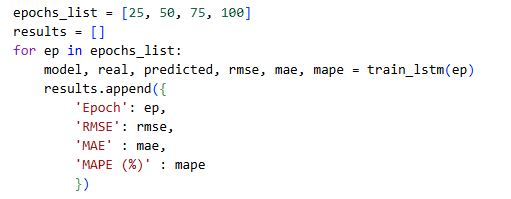 epochs_list = [25, 50, 75, 100]
results = []
for ep in epochs_list:
    model, real, predicted, rmse, mae, mape = train_lstm(ep)
    results.append({
        'Epoch': ep,
        'RMSE': rmse,
        'MAE' : mae,
        'MAPE (%)' : mape
        })